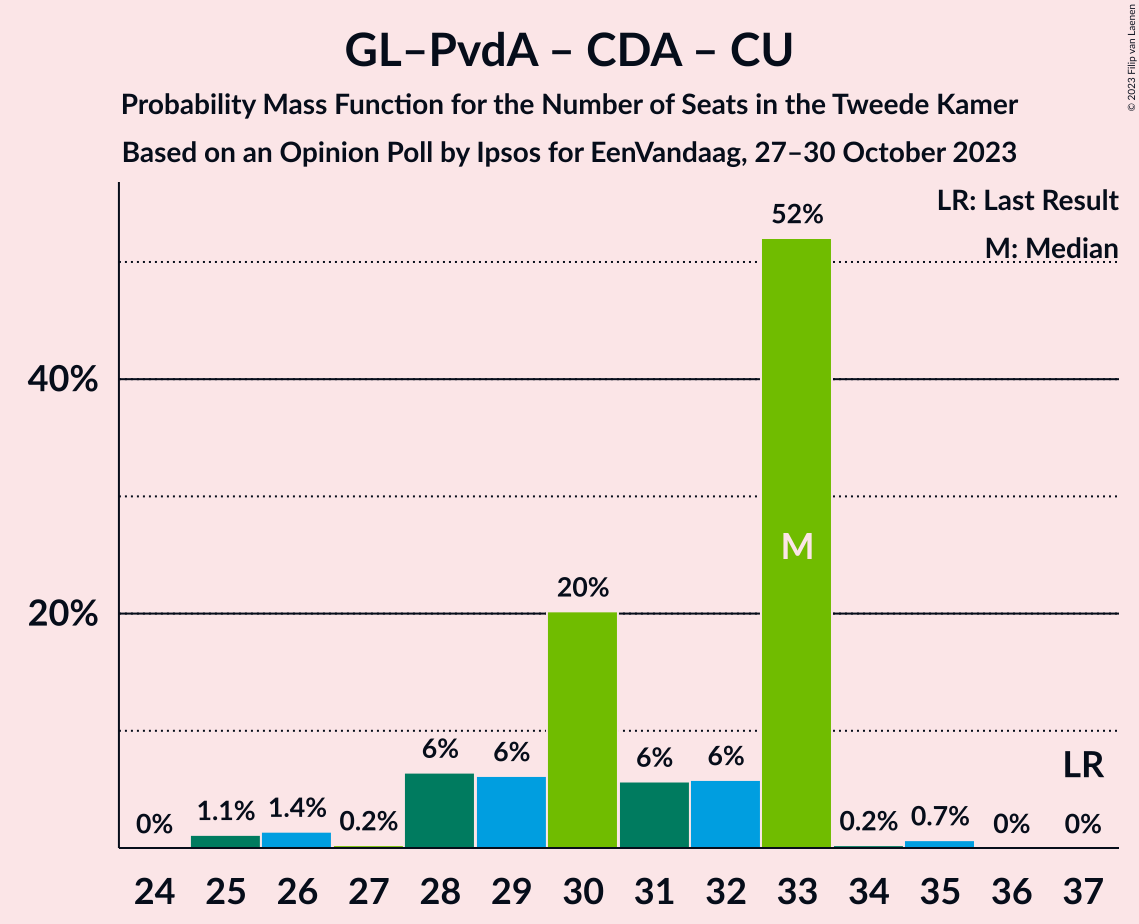 GL–PvdA – CDA – CU
Probability Mass Function for the Number of Seats in the Tweede Kamer
Based on an Opinion Poll by Ipsos for EenVandaag, 27–30 October 2023
© 2023 Filip van Laenen
LR: Last Result
M: Median
40%
20%
0%
1.1%
1.4%
0.2%
6%
6%
20%
6%
6%
52%
M
0.2%
0.7%
0%
LR
0%
24 25 26 27 28 29 30 31 32 33 34 35 36 37